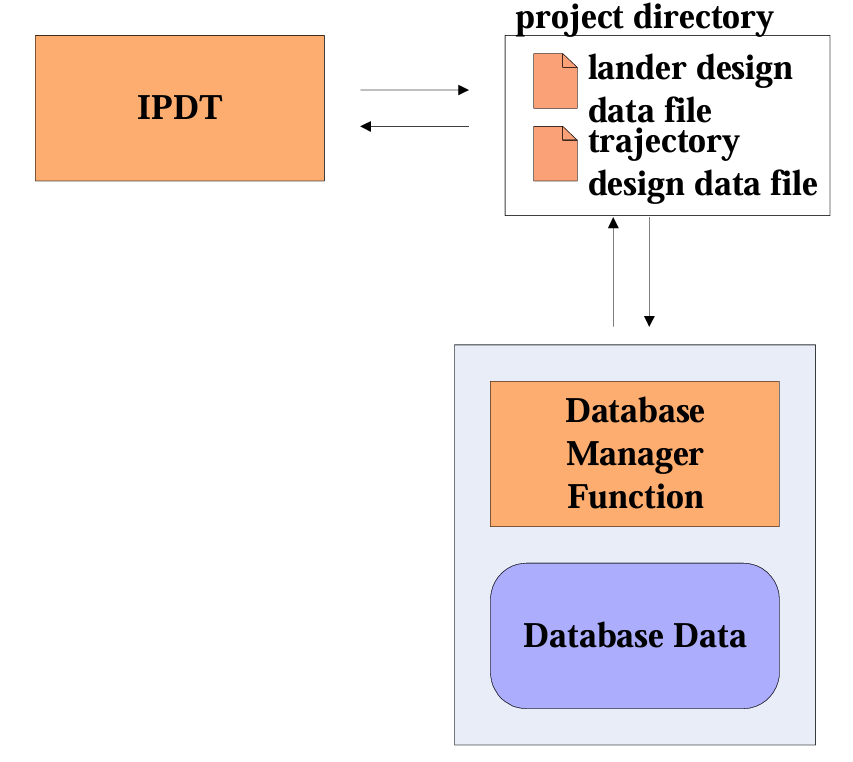 project directory
IPDT
lander design
data file
trajectory
design data file
Database
Manager
Function
Database Data